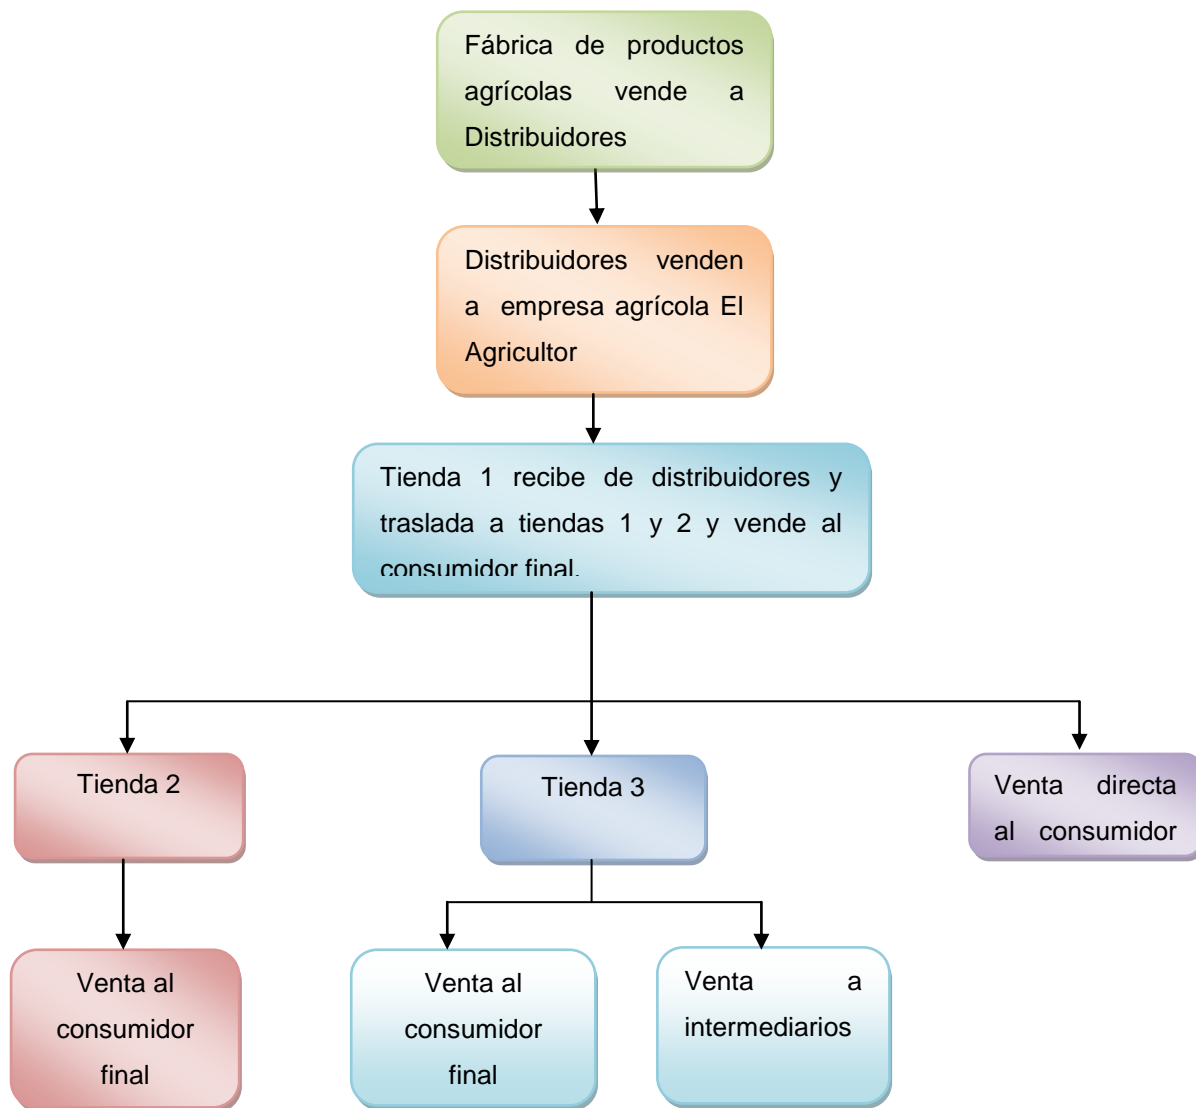 Fábrica de productos
agrícolas vende a
Distribuidores
Distribuidores venden
a empresa agrícola El
Agricultor
Tienda 1 recibe de distribuidores y
traslada a tiendas 1 y 2 y vende al
consumidor final.
Tienda 2
Tienda 3
Venta directa
al consumidor
Venta al
consumidor
final
Venta al
consumidor
final
Venta a
intermediarios